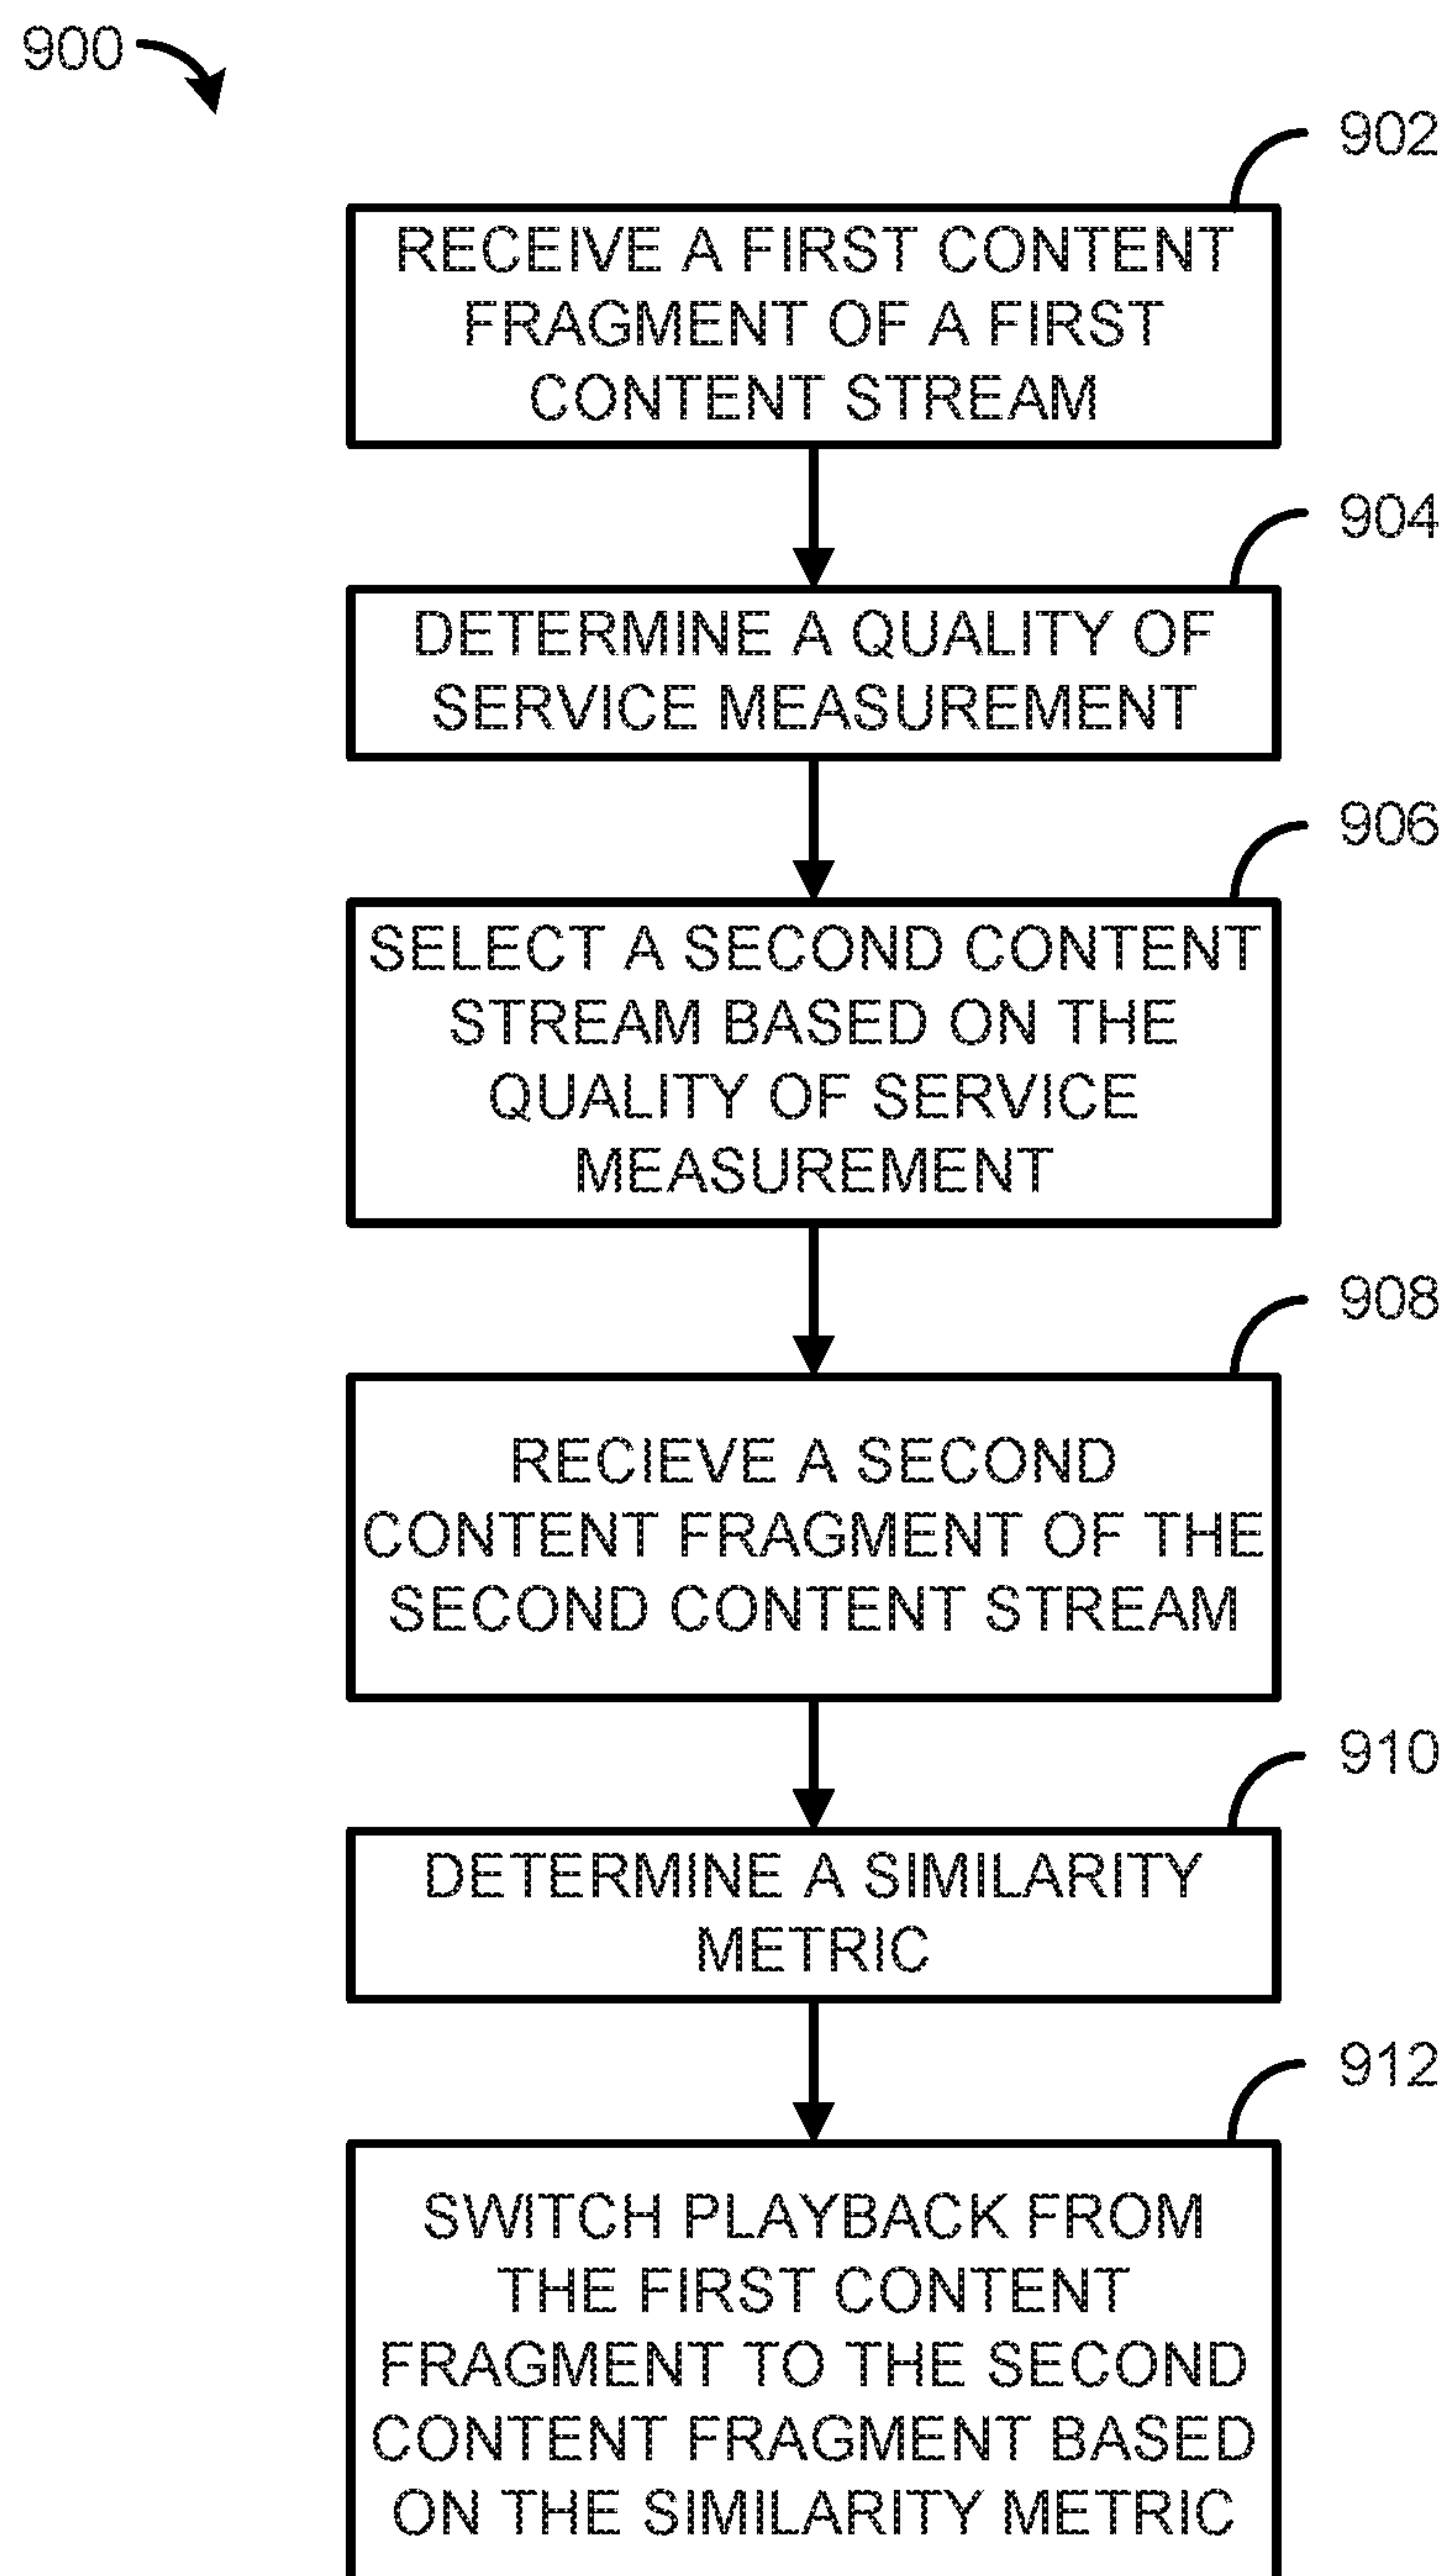 900
902
RECEIVE A FIRST CONTENT
FRAGMENT OF A FIRST
CONTENT STREAM
904
DETERMINE A QUALITY OF
SERVICE MEASUREMENT
906
SELECT A SECOND CONTENT
STREAM BASED ON THE
QUALITY OF SERVICE
MEASUREMENT
908
RECIEVE A SECOND
CONTENT FRAGMENT OF THE
SECOND CONTENT STREAM
910
DETERMINE A SIMILARITY
METRIC
912
SWITCH PLAYBACK FROM
THE FIRST CONTENT
FRAGMENT TO THE SECOND
CONTENT FRAGMENT BASED
ON THE SIMILARITY METRIC